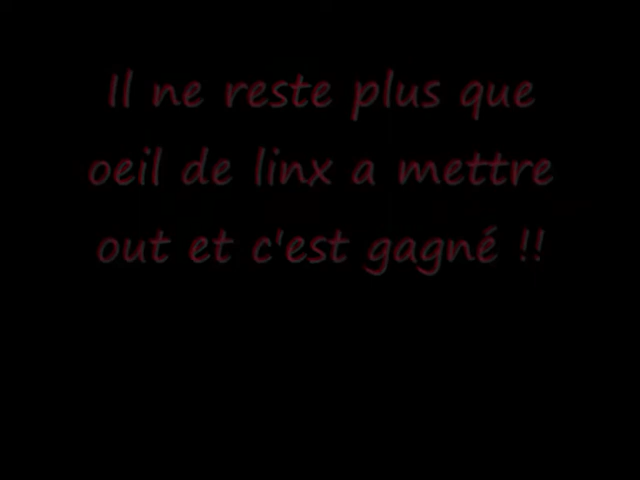 Il ne reste plus que
oeil de linx a mettre
out et c'est gagné !!